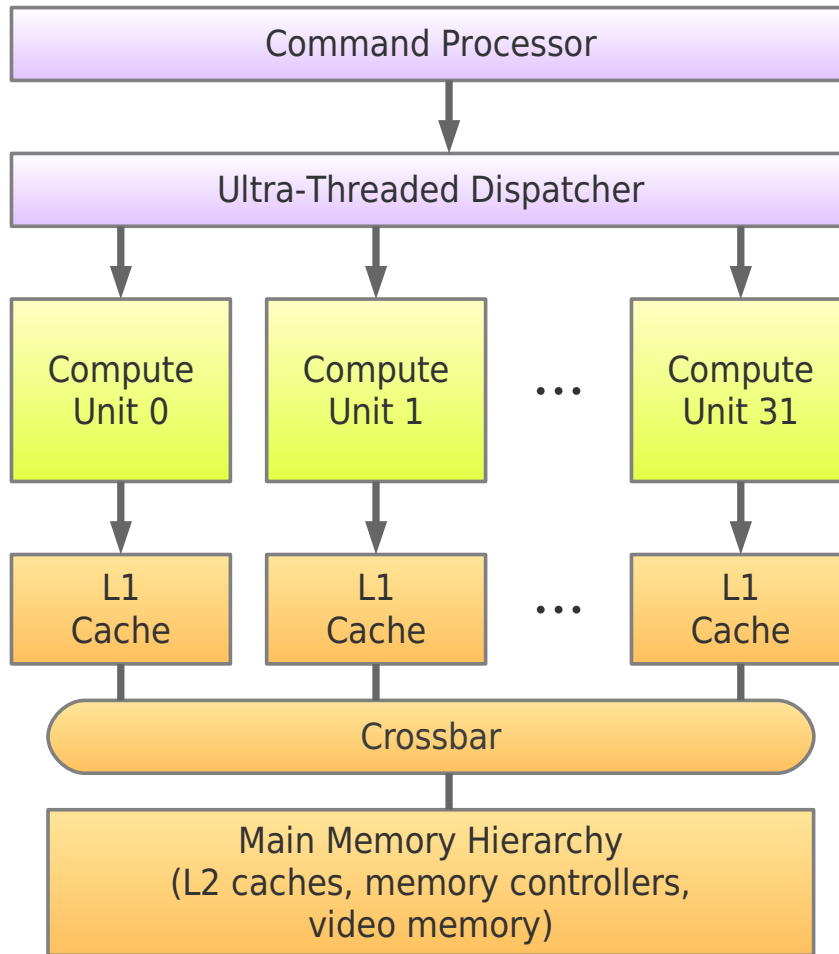 Command Processor
Ultra-Threaded Dispatcher
Compute
Unit 0
Compute
Unit 1
...
Compute
Unit 31
L1
Cache
L1
Cache
...
L1
Cache
Crossbar
Main Memory Hierarchy
(L2 caches, memory controllers,
video memory)